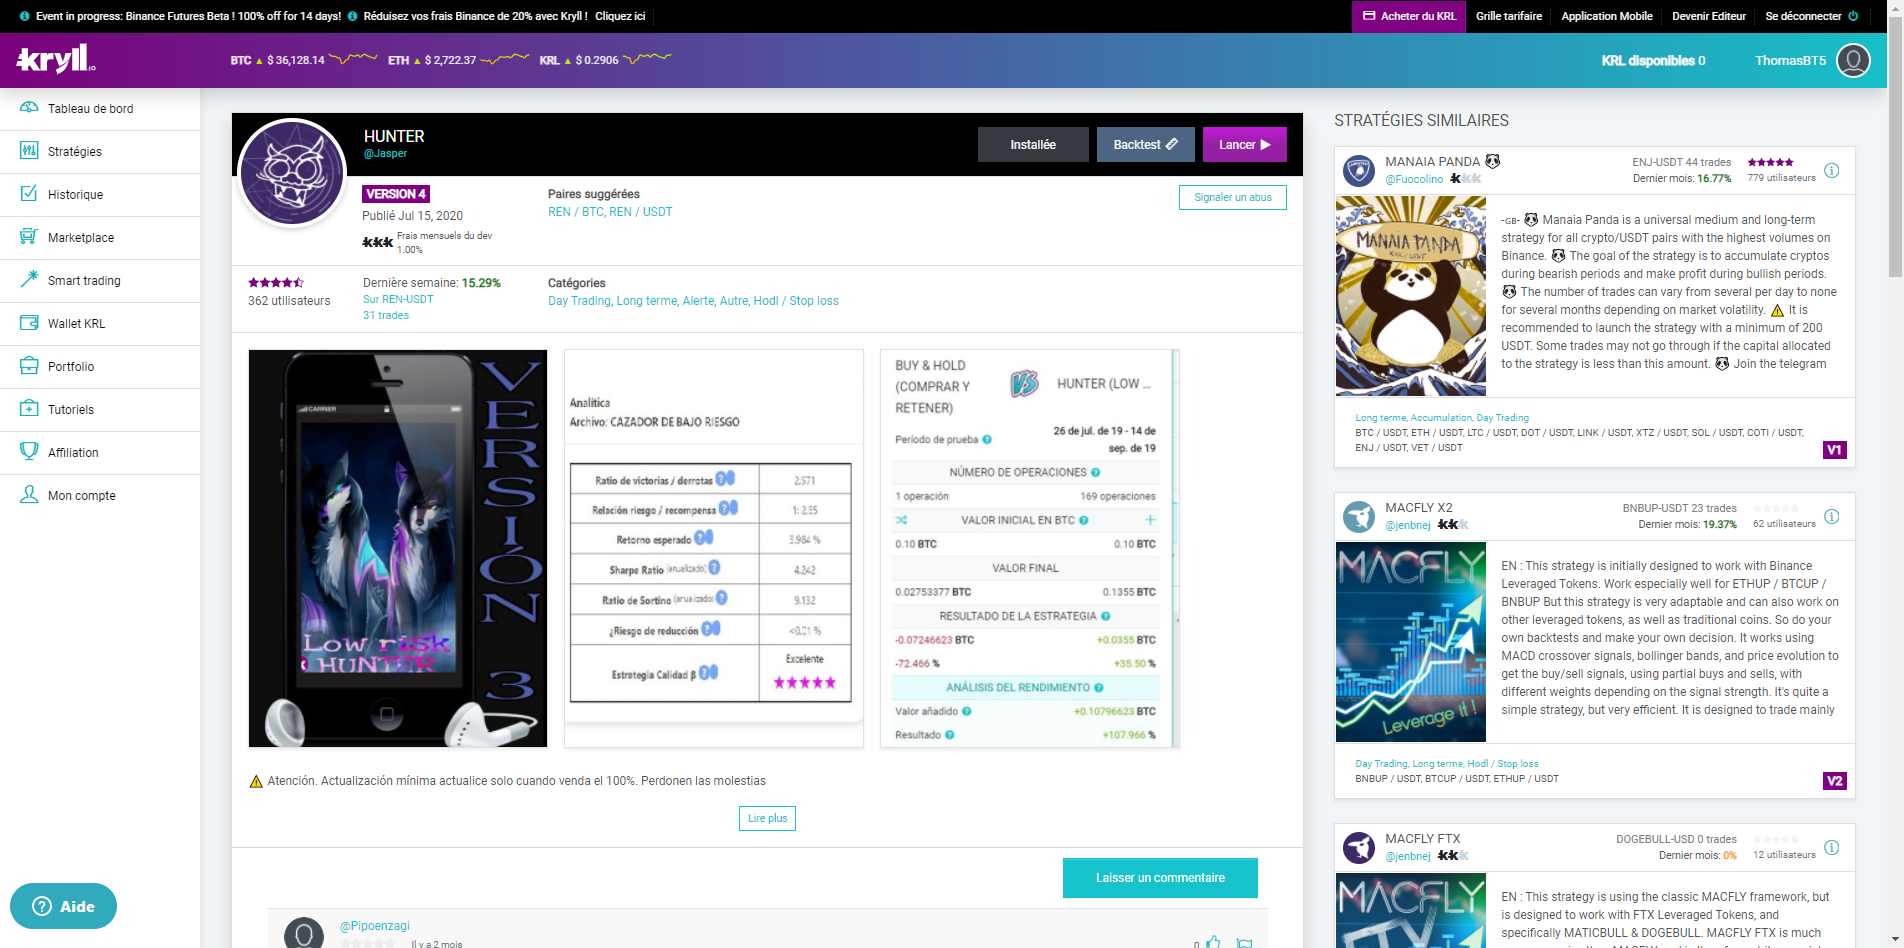 Event in progress: Binance Futures Beta ! 100% off for 14 days! Réduisez vos frais Binance de 20% avec Kryll ! Cliquez ici
Acheter du KRL Grille tarifaire Application Mobile Devenir Editeur Se déconnecter
kryll.io
BTC ▲ $ 36,128.14 ETH ▲ $ 2,722.37 KRL ▲ $ 0.2906
KRL disponibles 0 ThomasBT5
Tableau de bord
Stratégies
Historique
Marketplace
Smart trading
Wallet KRL
Portfolio
Tutoriels
Affiliation
Mon compte
Aide
HUNTER
@Jasper
Installée Backtest Lancer
VERSION 4
Publié Jul 15, 2020
Frais mensuels du dev
1.00%
Paires suggérées
REN / BTC, REN / USDT
Signaler un abus
362 utilisateurs
Dernière semaine: 15.29%
Sur REN-USDT
31 trades
Catégories
Day Trading, Long terme, Alerte, Autre, Hodl / Stop loss
CARRIER
Low risk
HUNTER
VERSIÓN 3
Analítica
Archivo: CAZADOR DE BAJO RIESGO
Ratio de victorias / derrotas 2.571
Relación riesgo / recompensa 1: 2.65
Retorno esperado 3.984 %
Sharpe Ratio (anualizado) 4.242
Ratio de Sortino (anualizado) 9.132
¿Riesgo de reducción <0.01 %
Estrategia Calidad β Excelente
BUY & HOLD
(COMPRAR Y
RETENER)
VS
HUNTER (LOW ...
Período de prueba 26 de jul. de 19 - 14 de
sep. de 19
NÚMERO DE OPERACIONES
1 operación 169 operaciones
VALOR INICIAL EN BTC
0.10 BTC 0.10 BTC
VALOR FINAL
0.02753377 BTC 0.1355 BTC
RESULTADO DE LA ESTRATEGIA
-0.07246623 BTC +0.0355 BTC
-72.466 % +35.50 %
ANÁLISIS DEL RENDIMIENTO
Valor añadido +0.10796623 BTC
Resultado +107.966 %
Atención. Actualización mínima actualice solo cuando venda el 100%. Perdonen las molestias
Lire plus
Laisser un commentaire
@Pipoenzagi
Il y a 2 mois
0
STRATÉGIES SIMILAIRES
MANAIA PANDA
@Fuocolino
ENJ-USDT 44 trades
Dernier mois: 16.77%
779 utilisateurs
MANAIA PANDA
-GB- Manaia Panda is a universal medium and long-term
strategy for all crypto/USDT pairs with the highest volumes on
Binance. The goal of the strategy is to accumulate cryptos
during bearish periods and make profit during bullish periods.
The number of trades can vary from several per day to none
for several months depending on market volatility. It is
recommended to launch the strategy with a minimum of 200
USDT. Some trades may not go through if the capital allocated
to the strategy is less than this amount. Join the telegram
Long terme, Accumulation, Day Trading
BTC / USDT, ETH / USDT, LTC / USDT, DOT / USDT, LINK / USDT, XTZ / USDT, SOL / USDT, COTI / USDT,
ENJ / USDT, VET / USDT
V1
MACFLY X2
@jenbnej
BNBUP-USDT 23 trades
Dernier mois: 19.37%
62 utilisateurs
MACFLY
Leverage It !
EN : This strategy is initially designed to work with Binance
Leveraged Tokens. Work especially well for ETHUP / BTCUP /
BNBUP But this strategy is very adaptable and can also work on
other leveraged tokens, as well as traditional coins. So do your
own backtests and make your own decision. It works using
MACD crossover signals, bollinger bands, and price evolution to
get the buy/sell signals, using partial buys and sells, with
different weights depending on the signal strength. It's quite a
simple strategy, but very efficient. It is designed to trade mainly
Day Trading, Long terme, Hodl / Stop loss
BNBUP / USDT, BTCUP / USDT, ETHUP / USDT
V2
MACFLY FTX
@jenbnej
DOGEBULL-USD 0 trades
Dernier mois: 0%
12 utilisateurs
MACFLY
EN : This strategy is using the classic MACFLY framework, but
is designed to work with FTX Leveraged Tokens, and
specifically MATICBULL & DOGEBULL. MACFLY FTX is much